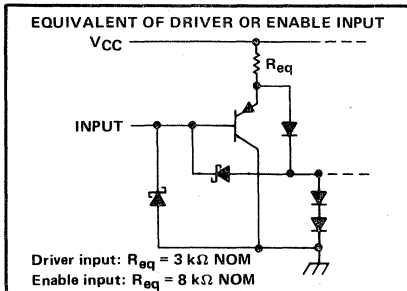 EQUIVALENT OF DRIVER OR ENABLE INPUT
VCC
Req
INPUT
Driver input: Req = 3 kΩ NOM
Enable input: Req = 8 kΩ NOM